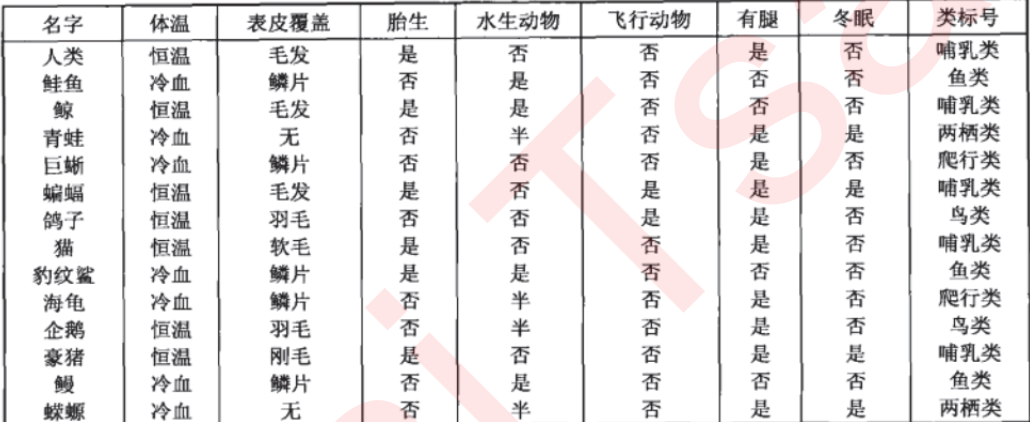 名字 体温 表皮覆盖 胎生 水生动物 飞行动物 有腿 冬眠 类标号
人类 恒温 毛发 是 否 否 是 否 哺乳类
鲑鱼 冷血 鳞片 否 是 否 否 否 鱼类
鲸 恒温 毛发 是 是 否 否 否 哺乳类
青蛙 冷血 无 否 半 否 是 是 两栖类
巨蜥 冷血 鳞片 否 否 否 是 否 爬行类
蝙蝠 恒温 毛发 是 否 是 是 是 哺乳类
鸽子 恒温 羽毛 否 否 是 是 否 鸟类
猫 恒温 软毛 是 否 否 是 否 哺乳类
豹纹鲨 冷血 鳞片 是 是 否 否 否 鱼类
海龟 冷血 鳞片 否 半 否 是 否 爬行类
企鹅 恒温 羽毛 否 半 否 是 否 鸟类
豪猪 恒温 刚毛 是 否 否 是 是 哺乳类
鳗 冷血 鳞片 否 是 否 否 否 鱼类
蝾螈 冷血 无 否 半 否 是 是 两栖类